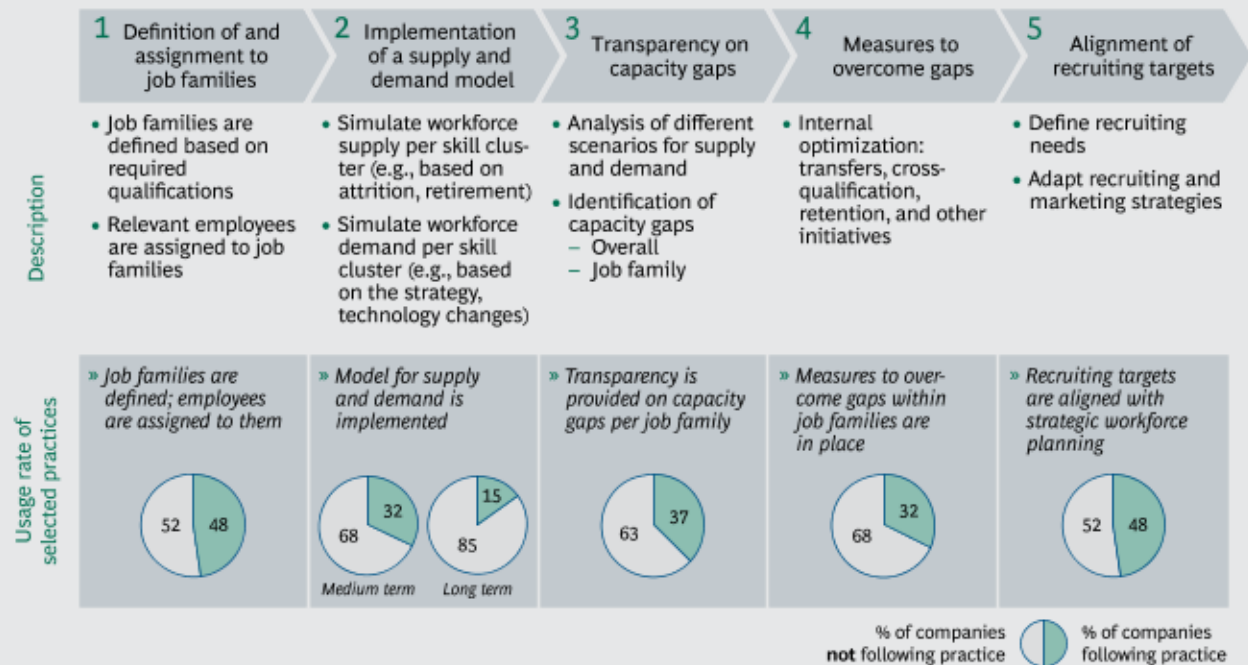 1 Definition of and
assignment to
job families
2 Implementation
of a supply and
demand model
3 Transparency on
capacity gaps
4 Measures to
overcome gaps
5 Alignment of
recruiting targets
Description
• Job families are
defined based on
required
qualifications
• Relevant employees
are assigned to job
families
• Simulate workforce
supply per skill clus-
ter (e.g., based on
attrition, retirement)
• Simulate workforce
demand per skill
cluster (e.g., based
on the strategy,
technology changes)
• Analysis of different
scenarios for supply
and demand
• Identification of
capacity gaps
– Overall
– Job family
• Internal
optimization:
transfers, cross-
qualification,
retention, and other
initiatives
• Define recruiting
needs
• Adapt recruiting and
marketing strategies
Usage rate of
selected practices
» Job families are
defined; employees
are assigned to them
52 48
» Model for supply
and demand is
implemented
32
68
Medium term
15
85
Long term
» Transparency is
provided on capacity
gaps per job family
37
63
» Measures to over-
come gaps within
job families are
in place
32
68
» Recruiting targets
are aligned with
strategic workforce
planning
52 48
% of companies
not following practice
% of companies
following practice